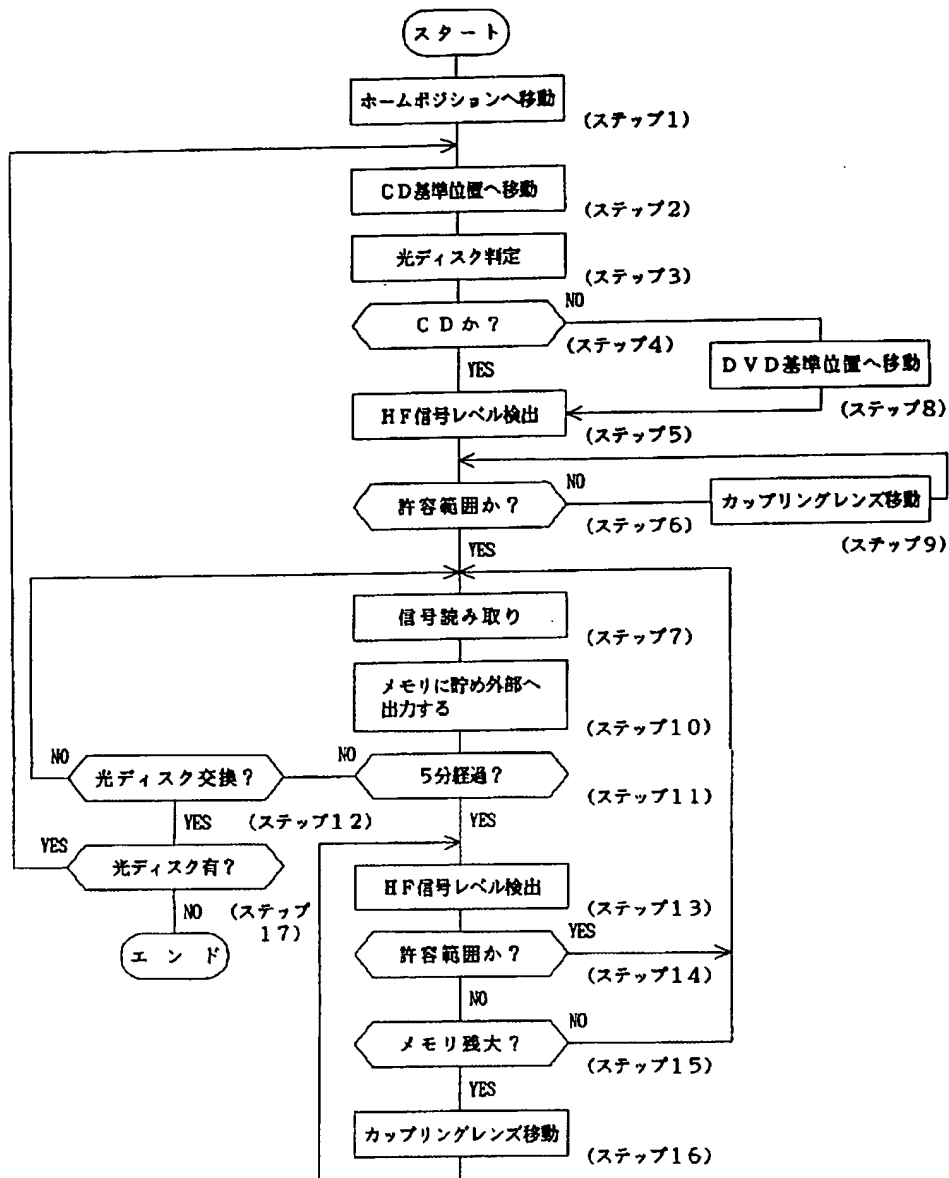 スタート
ホームポジションへ移動
(ステップ1)
CD基準位置へ移動
(ステップ2)
光ディスク判定
(ステップ3)
CDか?
NO
(ステップ4)
YES
DVD基準位置へ移動
(ステップ8)
HF信号レベル検出
(ステップ5)
許容範囲か?
NO
(ステップ6)
カップリングレンズ移動
(ステップ9)
YES
信号読み取り
(ステップ7)
メモリに貯め外部へ
出力する
(ステップ10)
NO
光ディスク交換?
NO
5分経過?
(ステップ11)
YES
(ステップ12)
YES
YES
光ディスク有?
HF信号レベル検出
(ステップ13)
NO
(ステップ
17)
エンド
許容範囲か?
YES
(ステップ14)
NO
メモリ残大?
NO
(ステップ15)
YES
カップリングレンズ移動
(ステップ16)